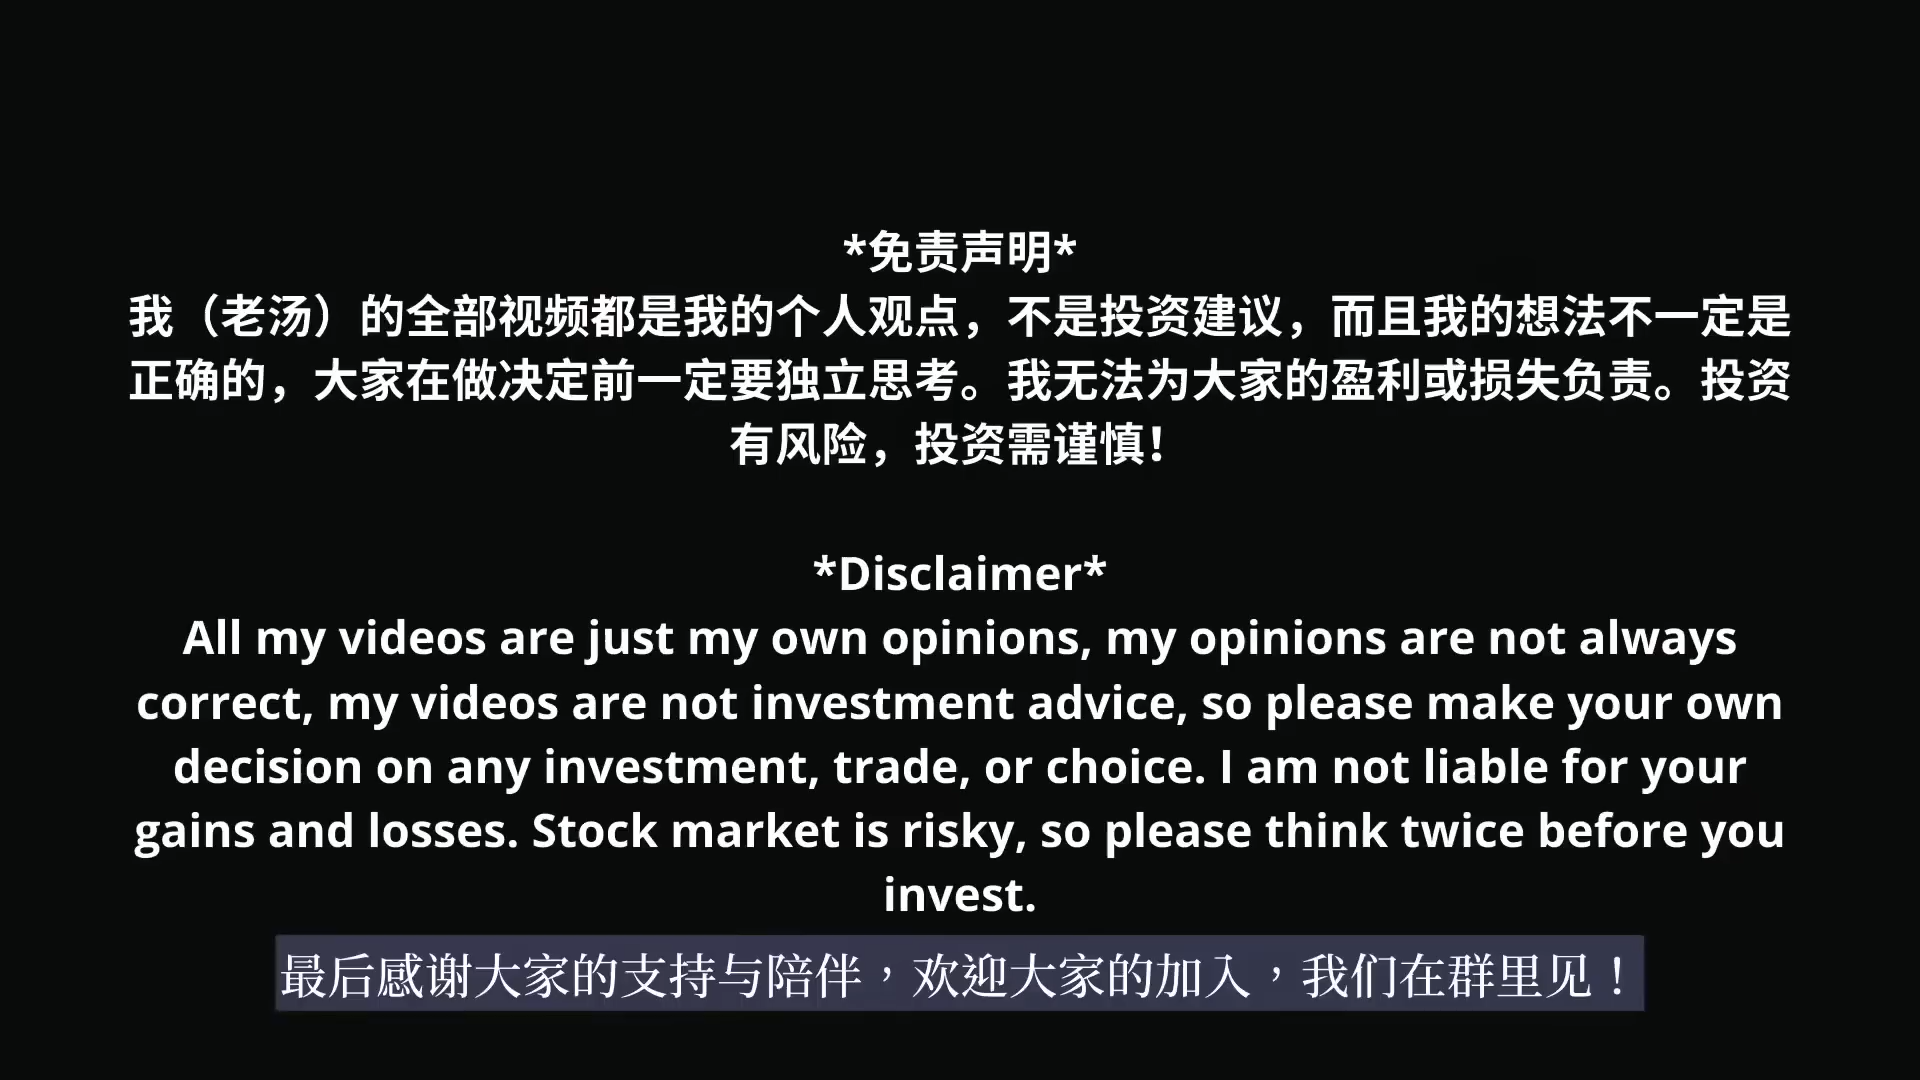 *免责声明*
我（老汤）的全部视频都是我的个人观点，不是投资建议，而且我的想法不一定是
正确的，大家在做决定前一定要独立思考。我无法为大家的盈利或损失负责。投资
有风险，投资需谨慎！
*Disclaimer*
All my videos are just my own opinions, my opinions are not always
correct, my videos are not investment advice, so please make your own
decision on any investment, trade, or choice. I am not liable for your
gains and losses. Stock market is risky, so please think twice before you
invest.
最后感谢大家的支持与陪伴，欢迎大家的加入，我们在群里见！